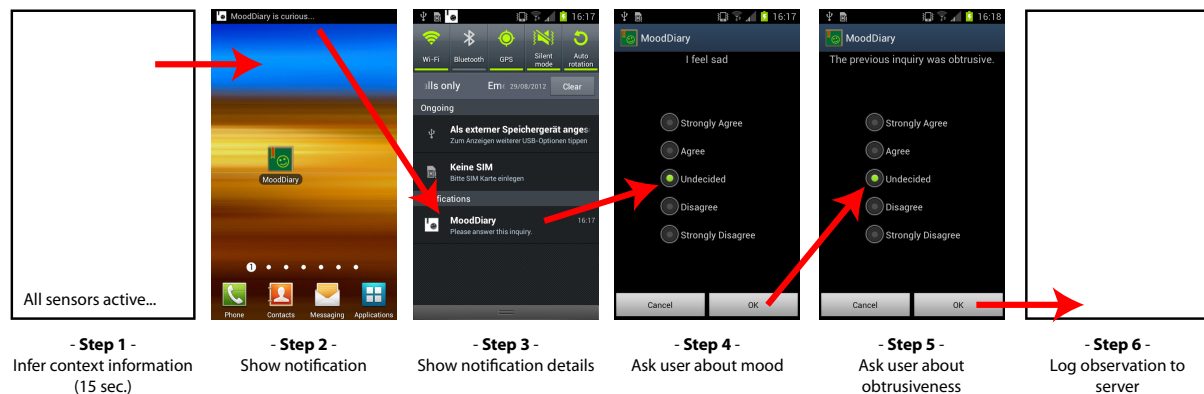 All sensors active...
- Step 1 -
Infer context information
(15 sec.)
MoodDiary is curious...
MoodDiary
1
Phone Contacts Messaging Applications
- Step 2 -
Show notification
16:17
Wi-Fi Bluetooth GPS Silent mode Auto rotation
alls only Em 29/08/2012 Clear
Ongoing
Als externer Speichergerät anges
Zum Anzeigen weiterer USB-Optionen tippen
Keine SIM
Bitte SIM Karte einlegen
fications
MoodDiary 16:17
Please answer this inquiry.
- Step 3 -
Show notification details
16:17
MoodDiary
I feel sad
Strongly Agree
Agree
Undecided
Disagree
Strongly Disagree
Cancel OK
- Step 4 -
Ask user about mood
16:18
MoodDiary
The previous inquiry was obtrusive.
Strongly Agree
Agree
Undecided
Disagree
Strongly Disagree
Cancel OK
- Step 5 -
Ask user about
obtrusiveness
- Step 6 -
Log observation to
server